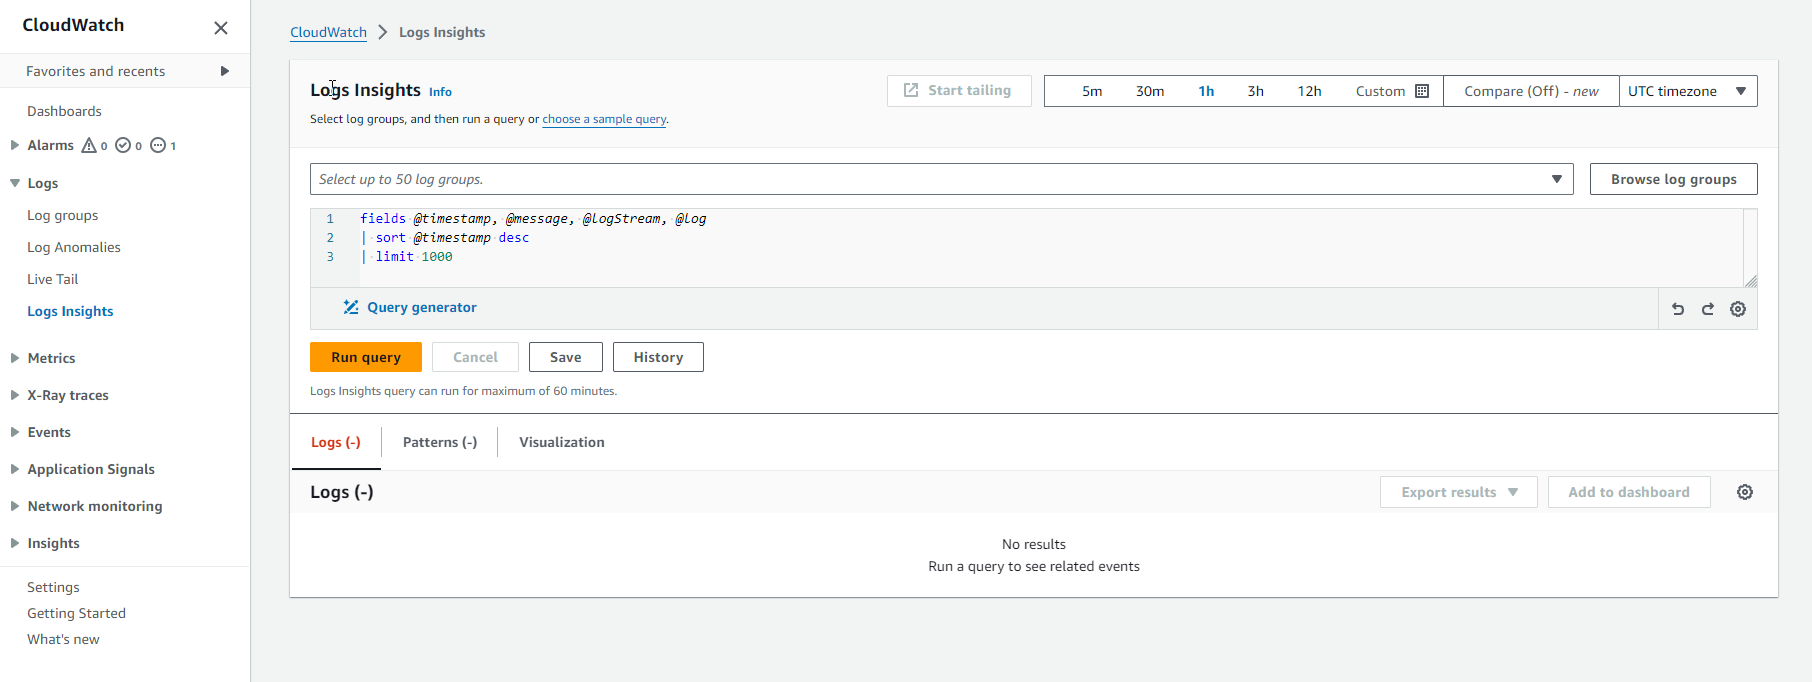 CloudWatch
Favorites and recents
Dashboards
Alarms 0 0 1
Logs
Log groups
Log Anomalies
Live Tail
Logs Insights
Metrics
X-Ray traces
Events
Application Signals
Network monitoring
Insights
Settings
Getting Started
What's new
CloudWatch Logs Insights
Logs Insights Info
Select log groups, and then run a query or choose a sample query.
Start tailing
5m 30m 1h 3h 12h Custom Compare (Off) - new UTC timezone
Select up to 50 log groups.
Browse log groups
1 fields @timestamp, @message, @logStream, @log
2 | sort @timestamp desc
3 | limit 1000
Query generator
Run query Cancel Save History
Logs Insights query can run for maximum of 60 minutes.
Logs (-) Patterns (-) Visualization
Logs (-)
Export results Add to dashboard
No results
Run a query to see related events